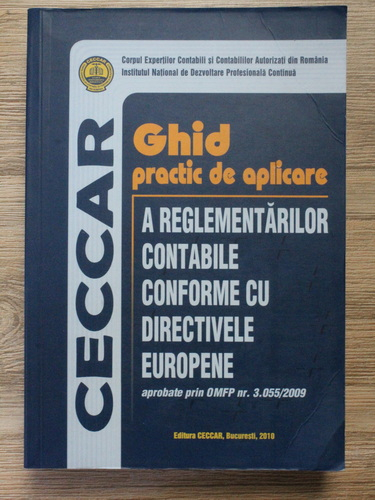 Corpul Experților Contabili și Contabililor Autorizați din România
Institutul Național de Dezvoltare Profesională Continuă
CECCAR
Ghid
practic de aplicare
A REGLEMENTĂRILOR
CONTABILE
CONFORME CU
DIRECTIVELE
EUROPENE
aprobate prin OMFP nr. 3.055/2009
Editura CECCAR, București, 2010